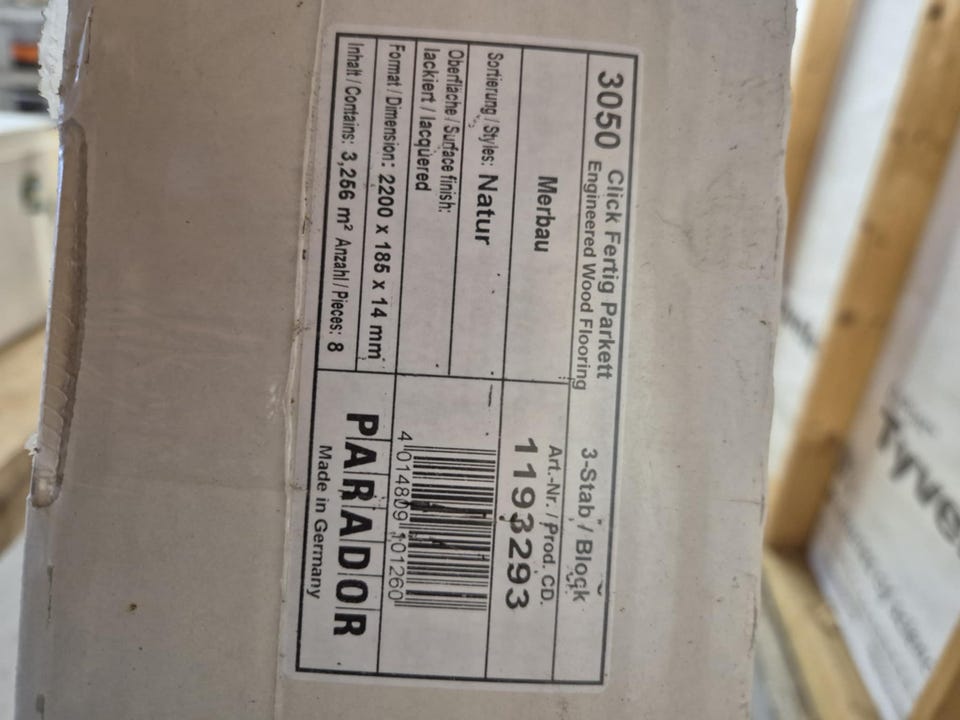 3050 Click Fertig Parkett
Engineered Wood Flooring
3-Stab / Block
Merbau
Art.-Nr. / Prod. CD.
1193293
Sortierung / Styles: Natur
Oberfläche / Surface finish:
lackiert / lacquered
Format / Dimension: 2200 x 185 x 14 mm
Inhalt / Contains: 3,256 m² Anzahl / Pieces: 8
4 014809 101260
PARADOR
Made in Germany